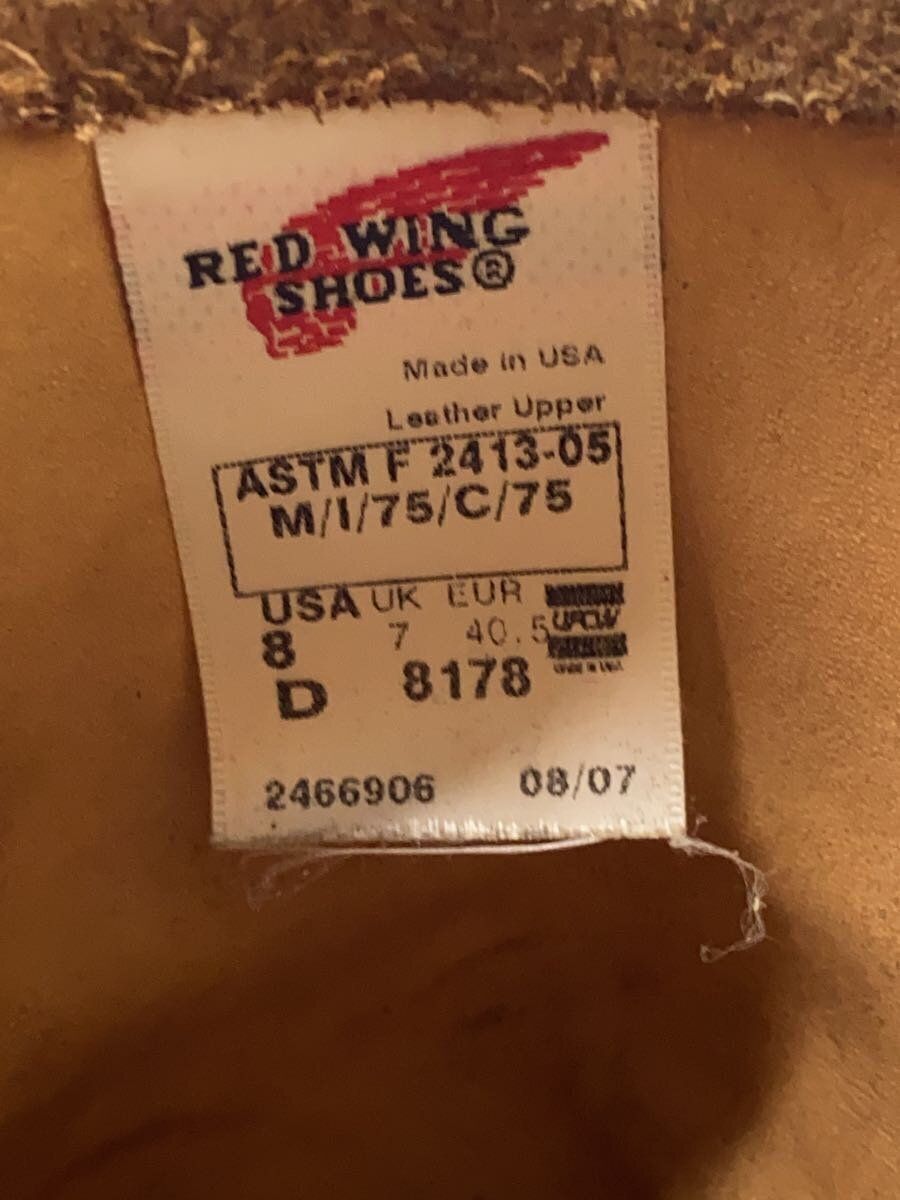 RED WING
SHOES®
Made in USA
Leather Upper
ASTM F 2413-05
M/I/75/C/75
USA UK EUR
8 7 40.5
UFCW
D 8178
2466906 08/07